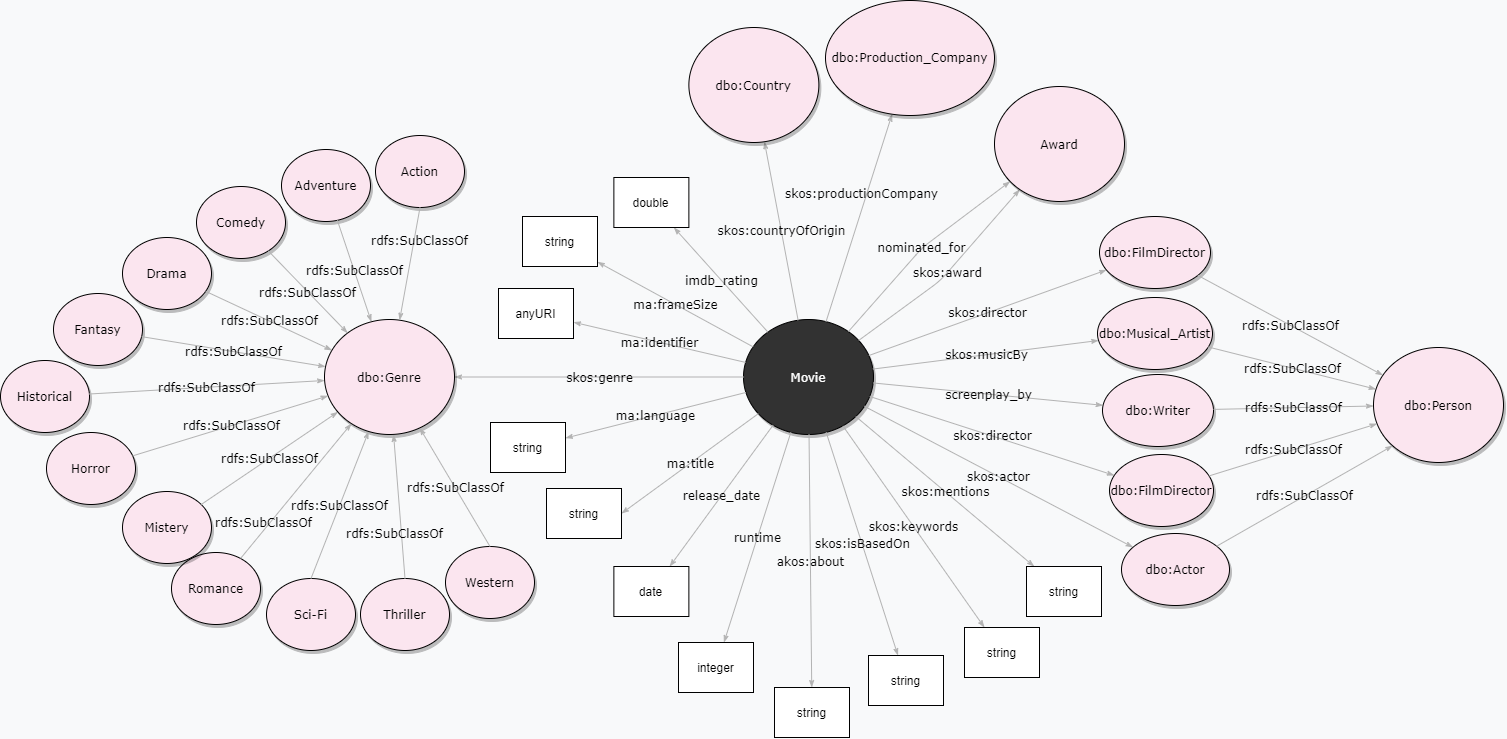 dbo:Production_Company
dbo:Country
Award
Action
Adventure
Comedy
Drama
Fantasy
Historical
Horror
Mistery
Romance
Sci-Fi
Thriller
Western
rdfs:SubClassOf
rdfs:SubClassOf
rdfs:SubClassOf
rdfs:SubClassOf
rdfs:SubClassOf
rdfs:SubClassOf
rdfs:SubClassOf
rdfs:SubClassOf
rdfs:SubClassOf
rdfs:SubClassOf
rdfs:SubClassOf
rdfs:SubClassOf
dbo:Genre
skos:genre
Movie
skos:productionCompany
skos:countryOfOrigin
nominated_for
skos:award
double
imdb_rating
string
ma:frameSize
anyURI
ma:identifier
ma:language
string
ma:title
string
release_date
date
runtime
integer
akos:about
string
skos:isBasedOn
string
skos:keywords
string
skos:mentions
string
skos:director
dbo:FilmDirector
skos:musicBy
dbo:Musical_Artist
screenplay_by
dbo:Writer
skos:director
dbo:FilmDirector
skos:actor
dbo:Actor
rdfs:SubClassOf
rdfs:SubClassOf
rdfs:SubClassOf
rdfs:SubClassOf
rdfs:SubClassOf
dbo:Person